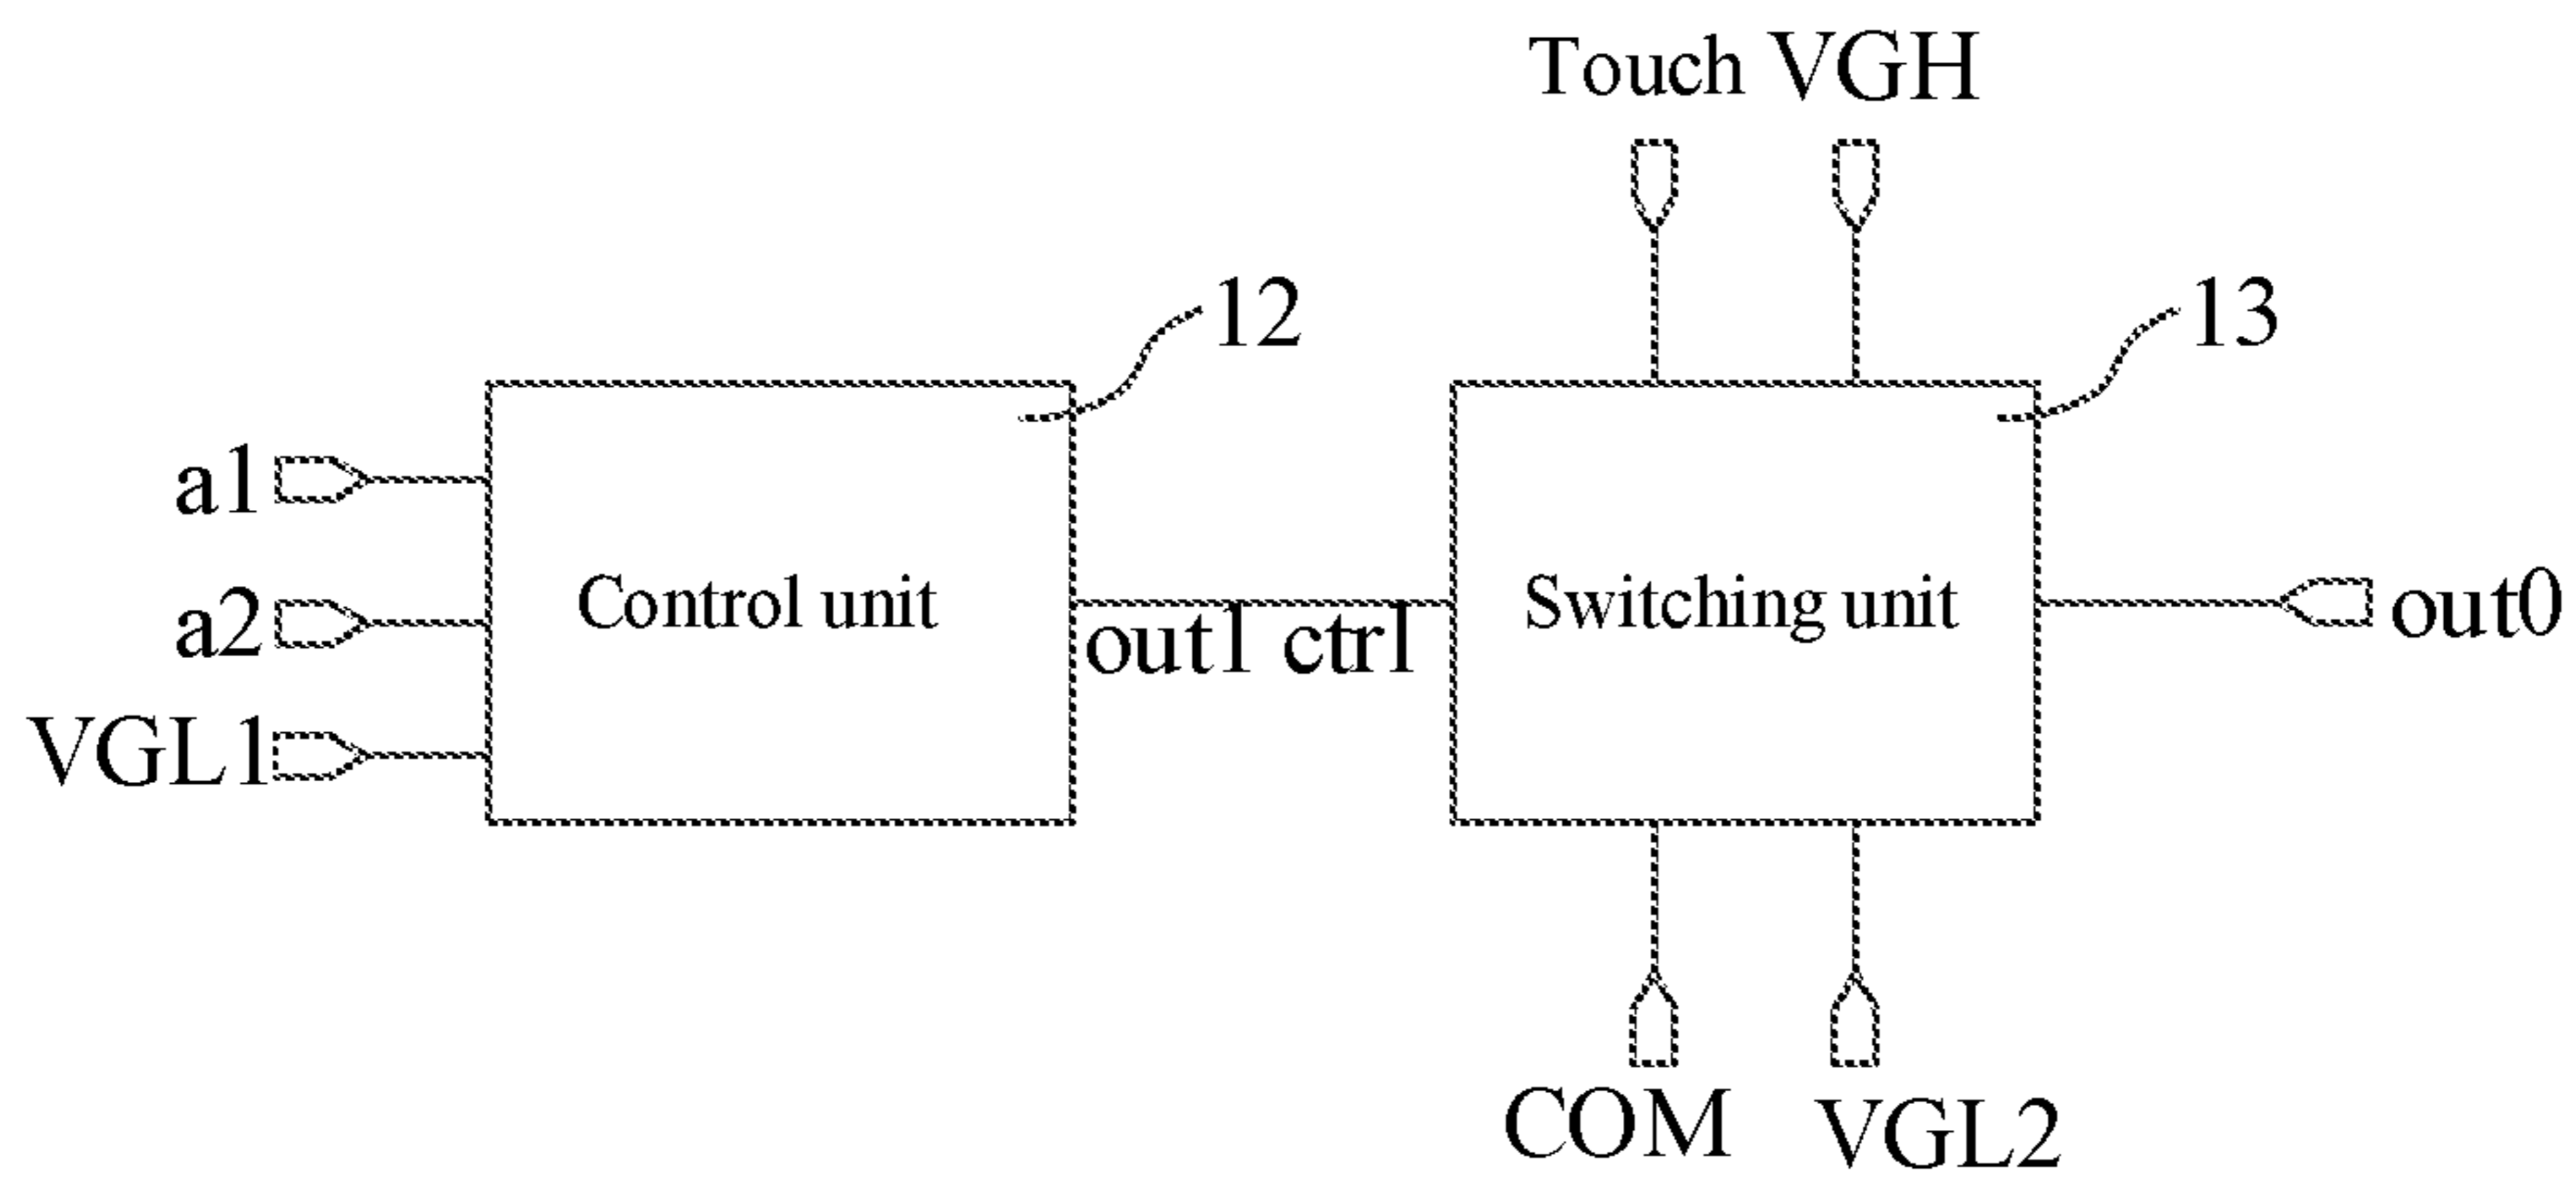 Touch VGH
12
13
a1
a2
VGL1
Control unit
out1 ctrl
Switching unit
out0
COM
VGL2